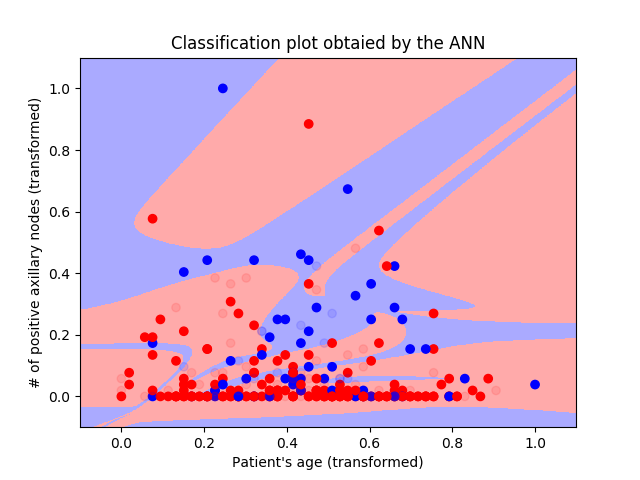 Classification plot obtaied by the ANN
# of positive axillary nodes (transformed)
1.0
0.8
0.6
0.4
0.2
0.0
0.0 0.2 0.4 0.6 0.8 1.0
Patient's age (transformed)